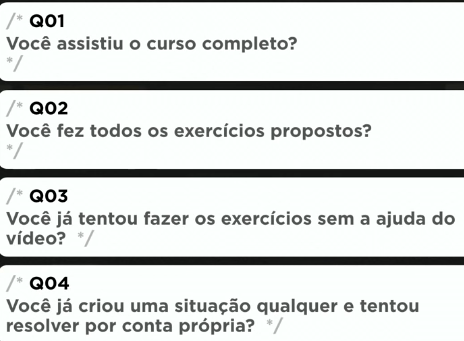 /* Q01
Você assistiu o curso completo?
*/
/* Q02
Você fez todos os exercícios propostos?
*/
/* Q03
Você já tentou fazer os exercícios sem a ajuda do
vídeo? */
/* Q04
Você já criou uma situação qualquer e tentou
resolver por conta própria? */